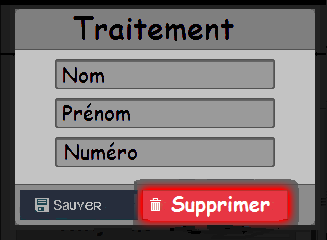 Traitement
Nom
Prénom
Numéro
Sauver Supprimer